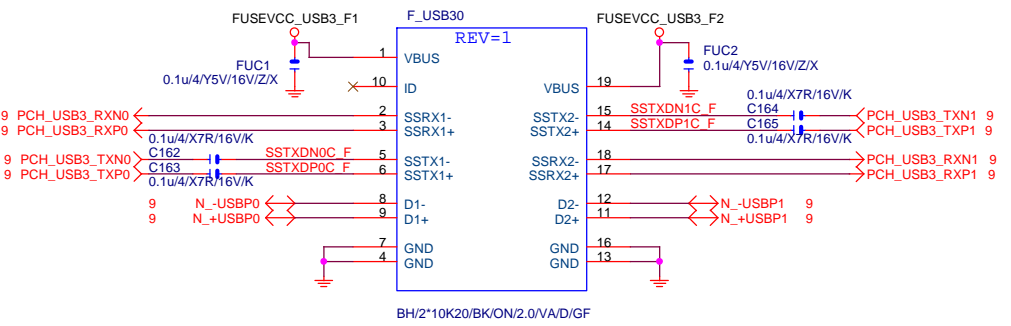 FUSEVCC_USB3_F1
F_USB30
FUSEVCC_USB3_F2
REV=1
FUC1
0.1u/4/Y5V/16V/Z/X
FUC2
0.1u/4/Y5V/16V/Z/X
1 VBUS
10 ID
VBUS 19
9 PCH_USB3_RXN0 2 SSRX1-
9 PCH_USB3_RXP0 3 SSRX1+
0.1u/4/X7R/16V/K
SSTX2- 15 SSTXDN1C_F C164 PCH_USB3_TXN1 9
0.1u/4/X7R/16V/K
SSTX2+ 14 SSTXDP1C_F C165 PCH_USB3_TXP1 9
0.1u/4/X7R/16V/K
9 PCH_USB3_TXN0 C162 SSTXDN0C_F 5 SSTX1-
9 PCH_USB3_TXP0 C163 SSTXDP0C_F 6 SSTX1+
0.1u/4/X7R/16V/K
SSRX2- 18 PCH_USB3_RXN1 9
SSRX2+ 17 PCH_USB3_RXP1 9
9 N_-USBP0 8 D1-
9 N_+USBP0 9 D1+
D2- 12 N_-USBP1 9
D2+ 11 N_+USBP1 9
7 GND
4 GND
GND 16
GND 13
BH/2*10K20/BK/ON/2.0/VA/D/GF